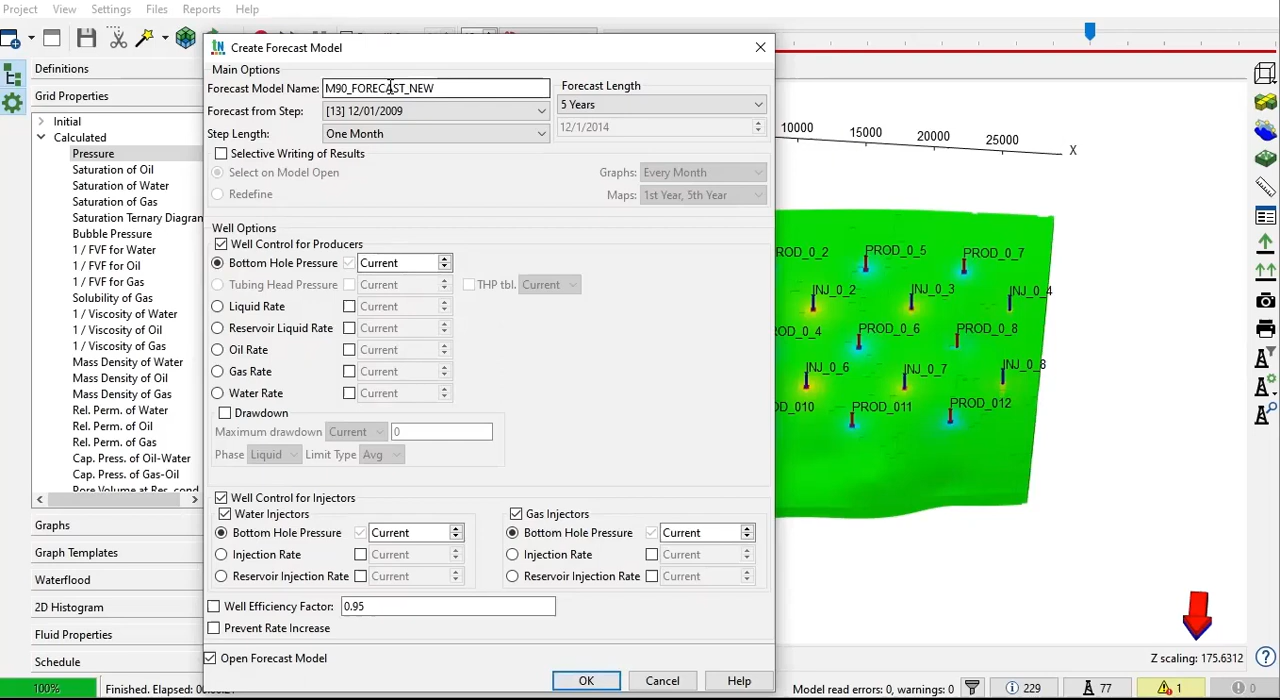 Project View Settings Files Reports Help
Create Forecast Model
Definitions
Main Options
Grid Properties
Forecast Model Name: M90_FORECAST_NEW
Forecast Length
Initial
Forecast from Step: [13] 12/01/2009
5 Years
Calculated
Step Length: One Month
12/1/2014
10000 15000 20000 25000 X
Pressure
Selective Writing of Results
Saturation of Oil
Select on Model Open
Graphs: Every Month
Saturation of Water
Redefine
Maps: 1st Year, 5th Year
Saturation of Gas
Saturation Ternary Diagran
Well Options
Bubble Pressure
Well Control for Producers
1 / FVF for Water
Bottom Hole Pressure Current
1 / FVF for Oil
Tubing Head Pressure Current THP tbl. Current
1 / FVF for Gas
Liquid Rate Current
Solubility of Gas
Reservoir Liquid Rate Current
1 / Viscosity of Water
Oil Rate Current
1 / Viscosity of Oil
Gas Rate Current
1 / Viscosity of Gas
Water Rate Current
Mass Density of Water
Drawdown
Mass Density of Oil
Maximum drawdown Current 0
Mass Density of Gas
Phase Liquid Limit Type Avg
Rel. Perm. of Water
Rel. Perm. of Oil
Rel. Perm. of Gas
Cap. Press. of Oil-Water
Cap. Press. of Gas-Oil
Pore Volume at Res. cond
Well Control for Injectors
Water Injectors
Gas Injectors
Bottom Hole Pressure Current
Bottom Hole Pressure Current
Injection Rate Current
Injection Rate Current
Reservoir Injection Rate Current
Reservoir Injection Rate Current
Well Efficiency Factor: 0.95
Prevent Rate Increase
Open Forecast Model
OK Cancel Help
Graphs
Graph Templates
Waterflood
2D Histogram
Fluid Properties
Schedule
ROD_0_2 PROD_0_5 PROD_0_7
INJ_0_2 INJ_0_3 INJ_0_4
OD_0_4 PROD_0_6 PROD_0_8
INJ_0_6 INJ_0_7 INJ_0_8
OD_010 PROD_011 PROD_012
Z scaling: 175.6312
100% Finished. Elapsed:
Model read errors: 0, warnings: 0 229 77 1 0